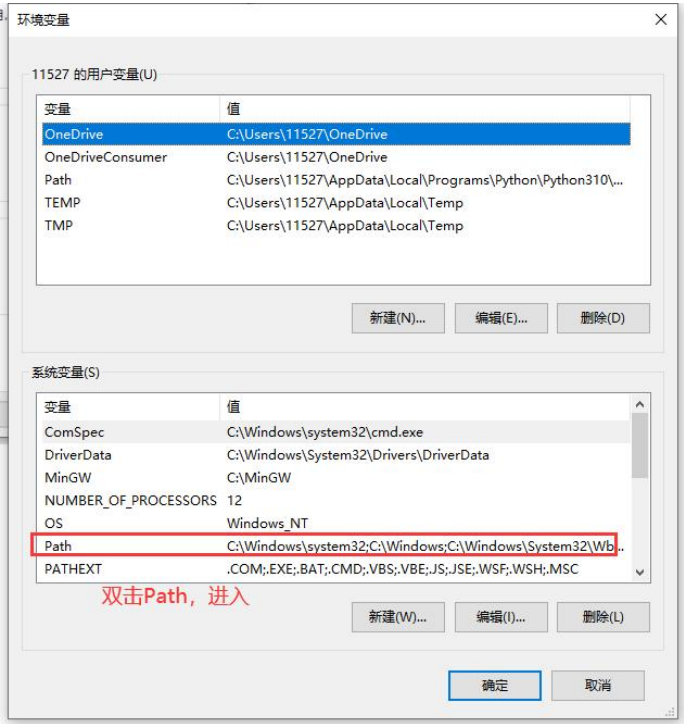 环境变量
11527 的用户变量(U)
变量 值
OneDrive C:\Users\11527\OneDrive
OneDriveConsumer C:\Users\11527\OneDrive
Path C:\Users\11527\AppData\Local\Programs\Python\Python310\...
TEMP C:\Users\11527\AppData\Local\Temp
TMP C:\Users\11527\AppData\Local\Temp
新建(N)... 编辑(E)... 删除(D)
系统变量(S)
变量 值
ComSpec C:\Windows\system32\cmd.exe
DriverData C:\Windows\System32\Drivers\DriverData
MinGW C:\MinGW
NUMBER_OF_PROCESSORS 12
OS Windows_NT
Path C:\Windows\system32;C:\Windows;C:\Windows\System32\Wb...
PATHEXT .COM;.EXE;.BAT;.CMD;.VBS;.VBE;.JS;.JSE;.WSF;.WSH;.MSC
双击Path，进入
新建(W)... 编辑(I)... 删除(L)
确定 取消